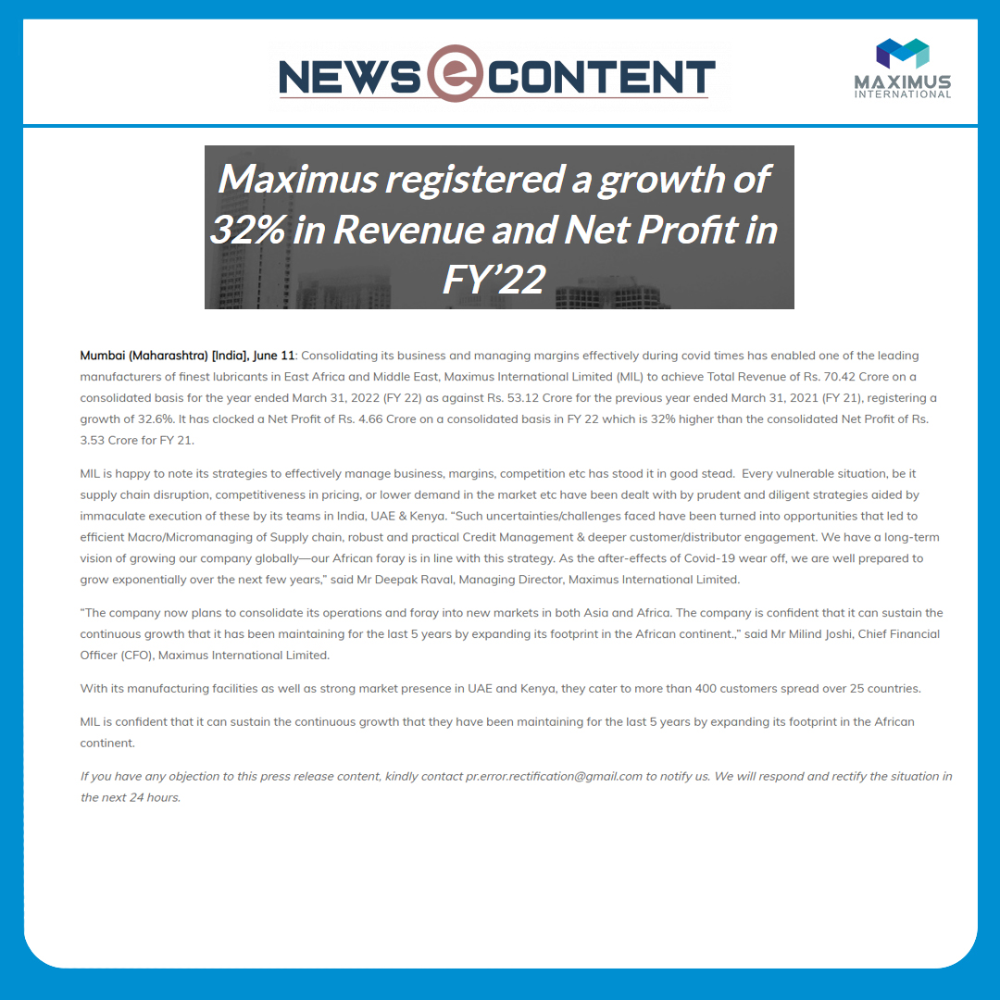 NEWS e CONTENT
MAXIMUS
INTERNATIONAL
Maximus registered a growth of
32% in Revenue and Net Profit in
FY’22
Mumbai (Maharashtra) [India], June 11: Consolidating its business and managing margins effectively during covid times has enabled one of the leading
manufacturers of finest lubricants in East Africa and Middle East, Maximus International Limited (MIL) to achieve Total Revenue of Rs. 70.42 Crore on a
consolidated basis for the year ended March 31, 2022 (FY 22) as against Rs. 53.12 Crore for the previous year ended March 31, 2021 (FY 21), registering a
growth of 32.6%. It has clocked a Net Profit of Rs. 4.66 Crore on a consolidated basis in FY 22 which is 32% higher than the consolidated Net Profit of Rs.
3.53 Crore for FY 21.
MIL is happy to note its strategies to effectively manage business, margins, competition etc has stood it in good stead.  Every vulnerable situation, be it
supply chain disruption, competitiveness in pricing, or lower demand in the market etc have been dealt with by prudent and diligent strategies aided by
immaculate execution of these by its teams in India, UAE & Kenya. “Such uncertainties/challenges faced have been turned into opportunities that led to
efficient Macro/Micromanaging of Supply chain, robust and practical Credit Management & deeper customer/distributor engagement. We have a long-term
vision of growing our company globally—our African foray is in line with this strategy. As the after-effects of Covid-19 wear off, we are well prepared to
grow exponentially over the next few years,” said Mr Deepak Raval, Managing Director, Maximus International Limited.
“The company now plans to consolidate its operations and foray into new markets in both Asia and Africa. The company is confident that it can sustain the
continuous growth that it has been maintaining for the last 5 years by expanding its footprint in the African continent.,” said Mr Milind Joshi, Chief Financial
Officer (CFO), Maximus International Limited.
With its manufacturing facilities as well as strong market presence in UAE and Kenya, they cater to more than 400 customers spread over 25 countries.
MIL is confident that it can sustain the continuous growth that they have been maintaining for the last 5 years by expanding its footprint in the African
continent.
If you have any objection to this press release content, kindly contact pr.error.rectification@gmail.com to notify us. We will respond and rectify the situation in
the next 24 hours.